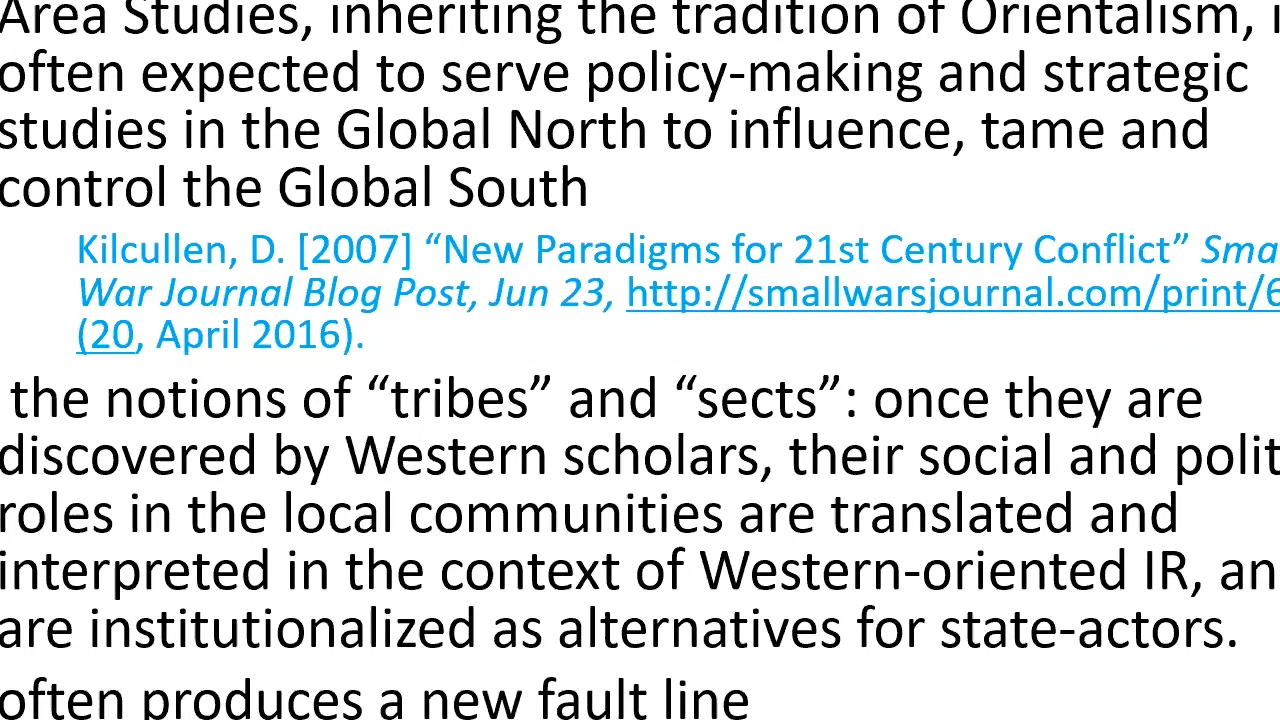 Area Studies, inheriting the tradition of Orientalism,
often expected to serve policy-making and strategic
studies in the Global North to influence, tame and
control the Global South
Kilcullen, D. [2007] “New Paradigms for 21st Century Conflict” Sma
War Journal Blog Post, Jun 23, http://smallwarsjournal.com/print/6
(20, April 2016).
the notions of “tribes” and “sects”: once they are
discovered by Western scholars, their social and polit
roles in the local communities are translated and
interpreted in the context of Western-oriented IR, an
are institutionalized as alternatives for state-actors.
often produces a new fault line